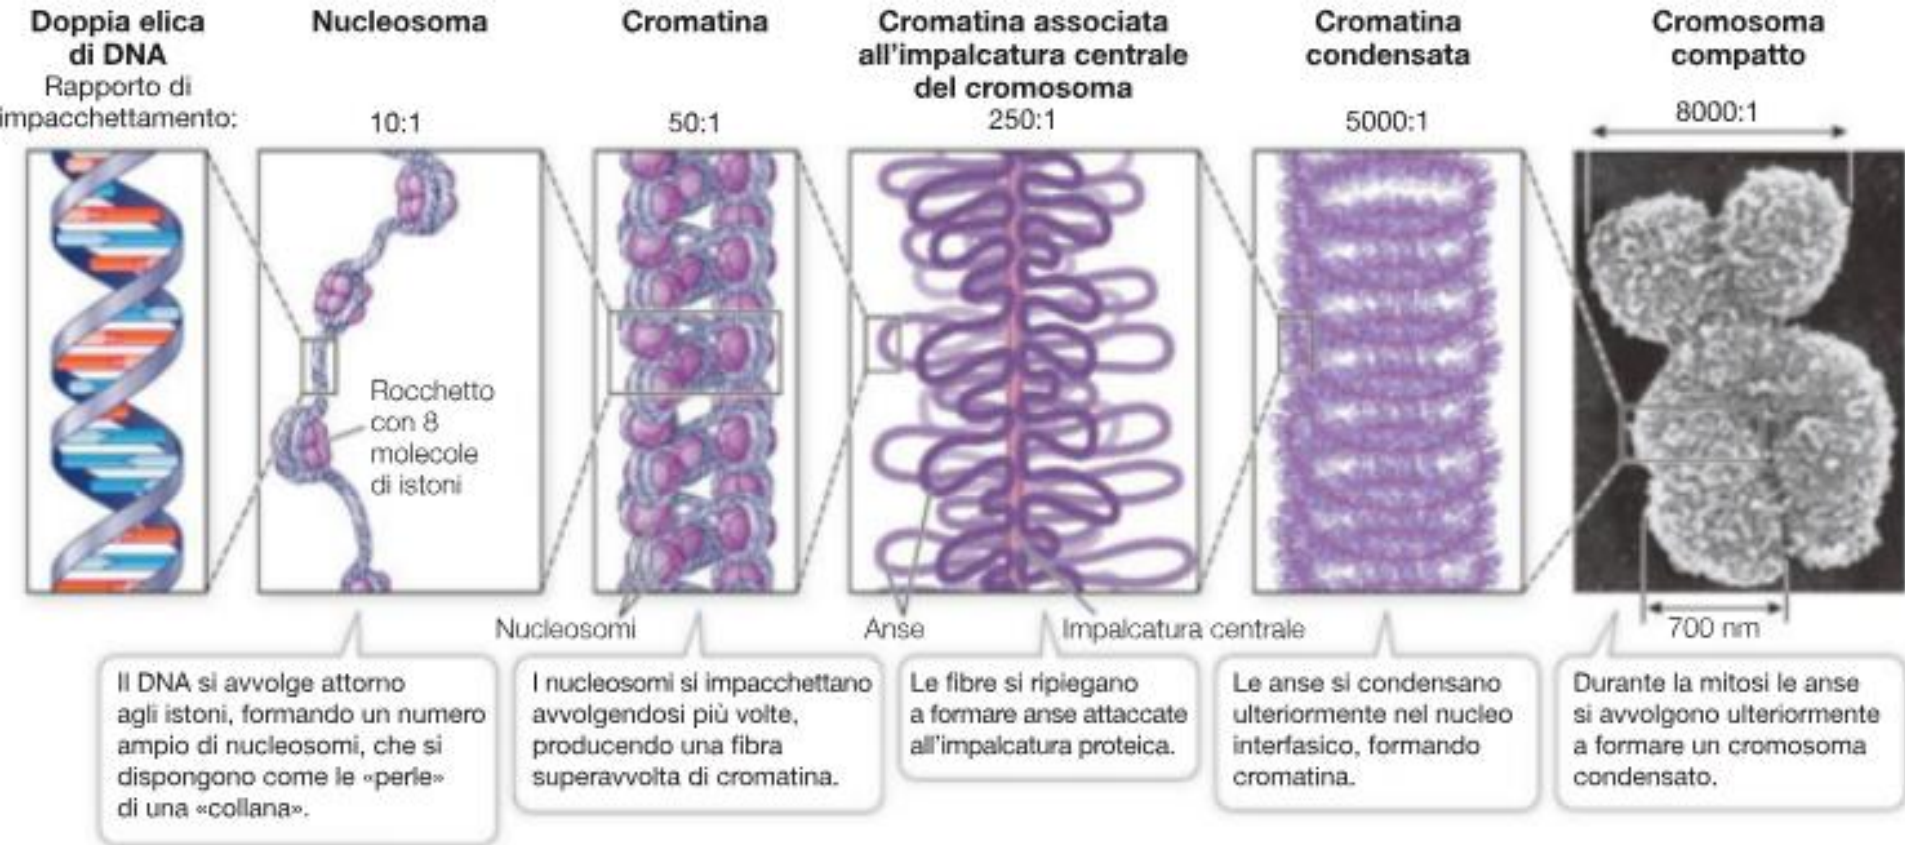 Doppia elica
di DNA
Rapporto di
impacchettamento:
Nucleosoma
10:1
Cromatina
50:1
Cromatina associata
all'impalcatura centrale
del cromosoma
250:1
Cromatina
condensata
5000:1
Cromosoma
compatto
8000:1
Rocchetto
con 8
molecole
di istoni
Nucleosomi
Anse
Impalcatura centrale
700 nm
Il DNA si avvolge attorno
agli istoni, formando un numero
ampio di nucleosomi, che si
dispongono come le «perle»
di una «collana».
I nucleosomi si impacchettano
avvolgendosi più volte,
producendo una fibra
superavvolta di cromatina.
Le fibre si ripiegano
a formare anse attaccate
all'impalcatura proteica.
Le anse si condensano
ulteriormente nel nucleo
interfasico, formando
cromatina.
Durante la mitosi le anse
si avvolgono ulteriormente
a formare un cromosoma
condensato.